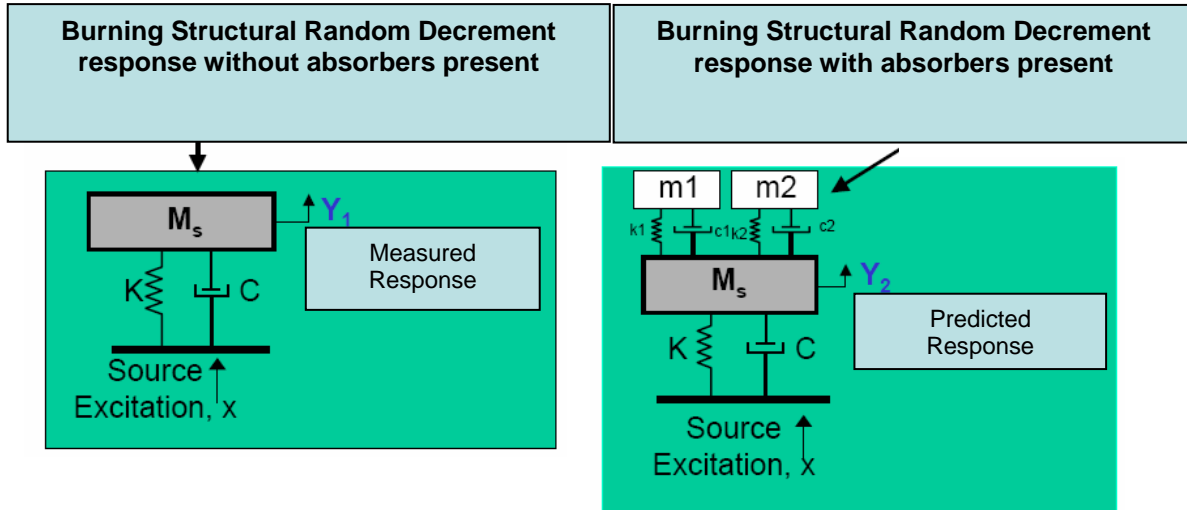 Burning Structural Random Decrement
response without absorbers present
Burning Structural Random Decrement
response with absorbers present
Ms
Y1
Measured
Response
K
C
Source
Excitation, x
m1
m2
k1
c1
k2
c2
Ms
Y2
Predicted
Response
K
C
Source
Excitation, x